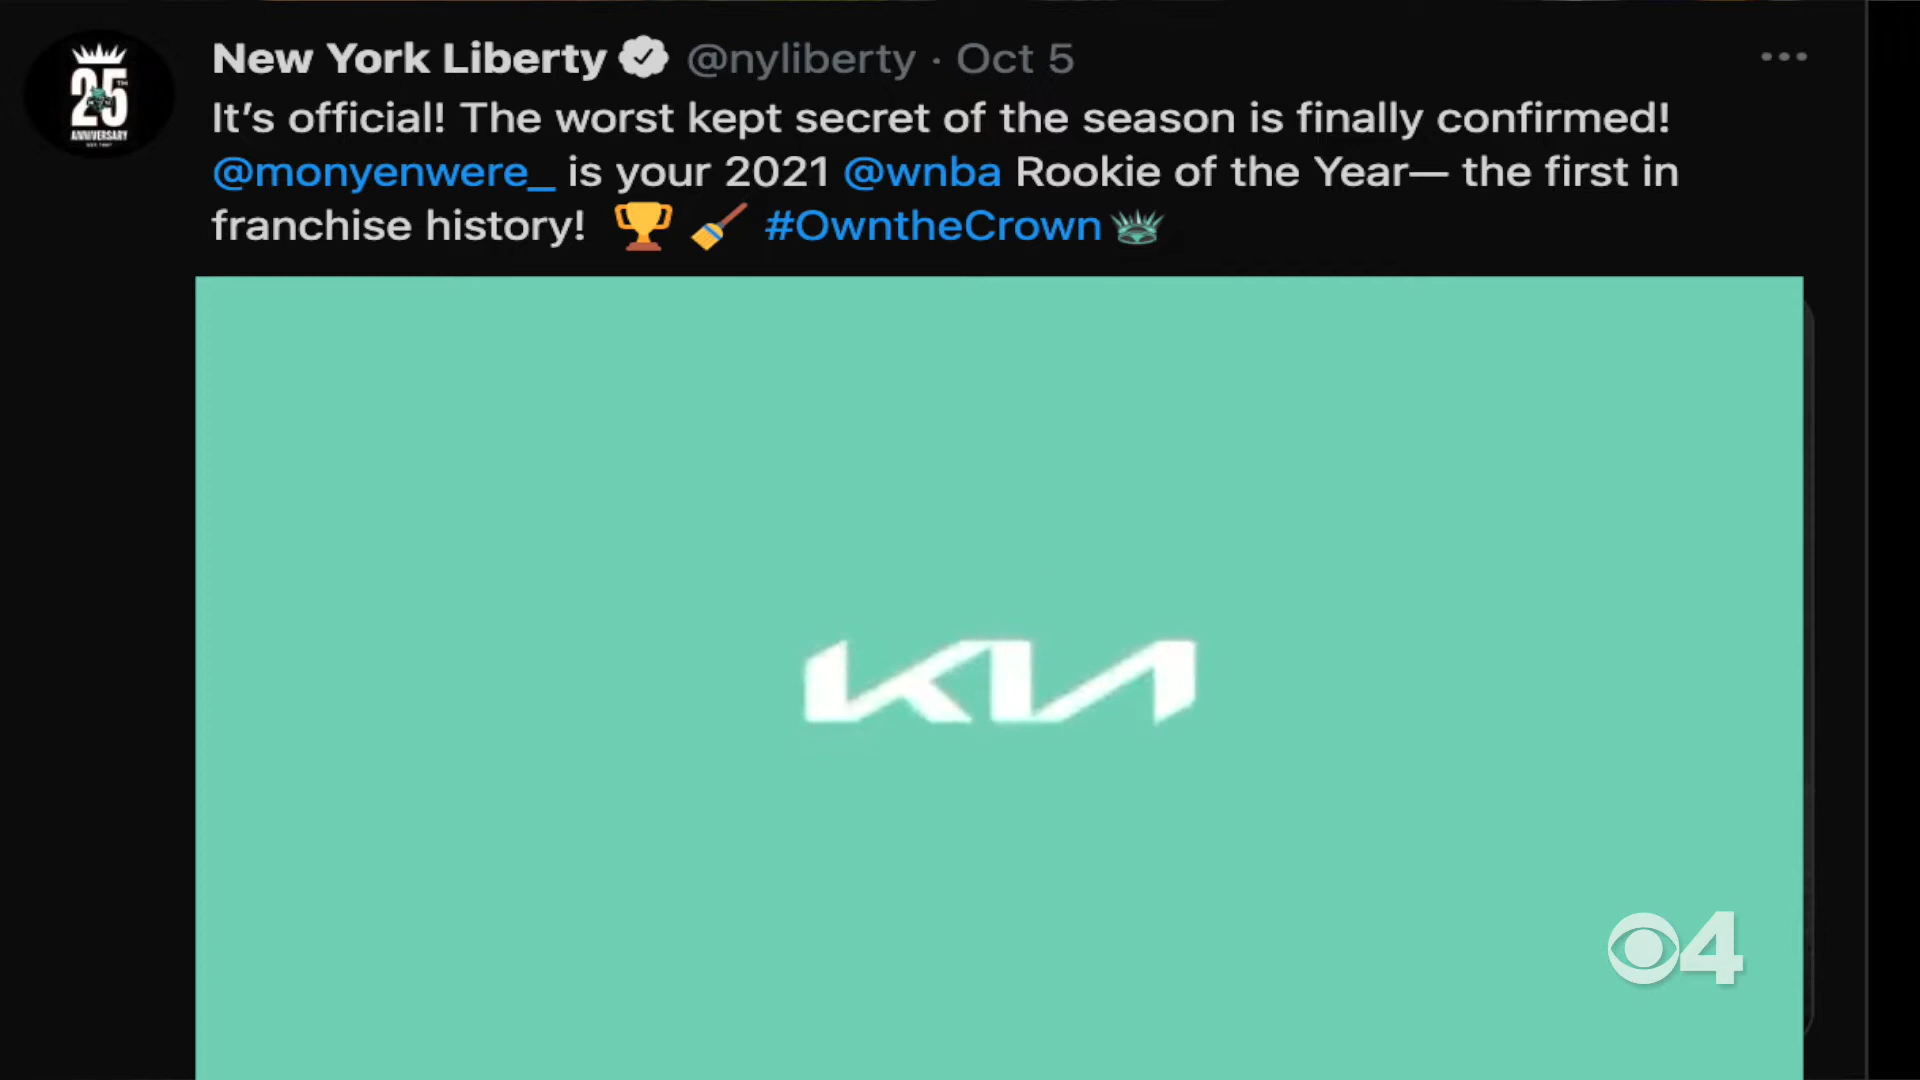 New York Liberty @nyliberty · Oct 5
It's official! The worst kept secret of the season is finally confirmed!
@monyenwere_ is your 2021 @wnba Rookie of the Year— the first in
franchise history! 🏆 🧹 #OwntheCrown
25TH
ANNIVERSARY
KIA
4